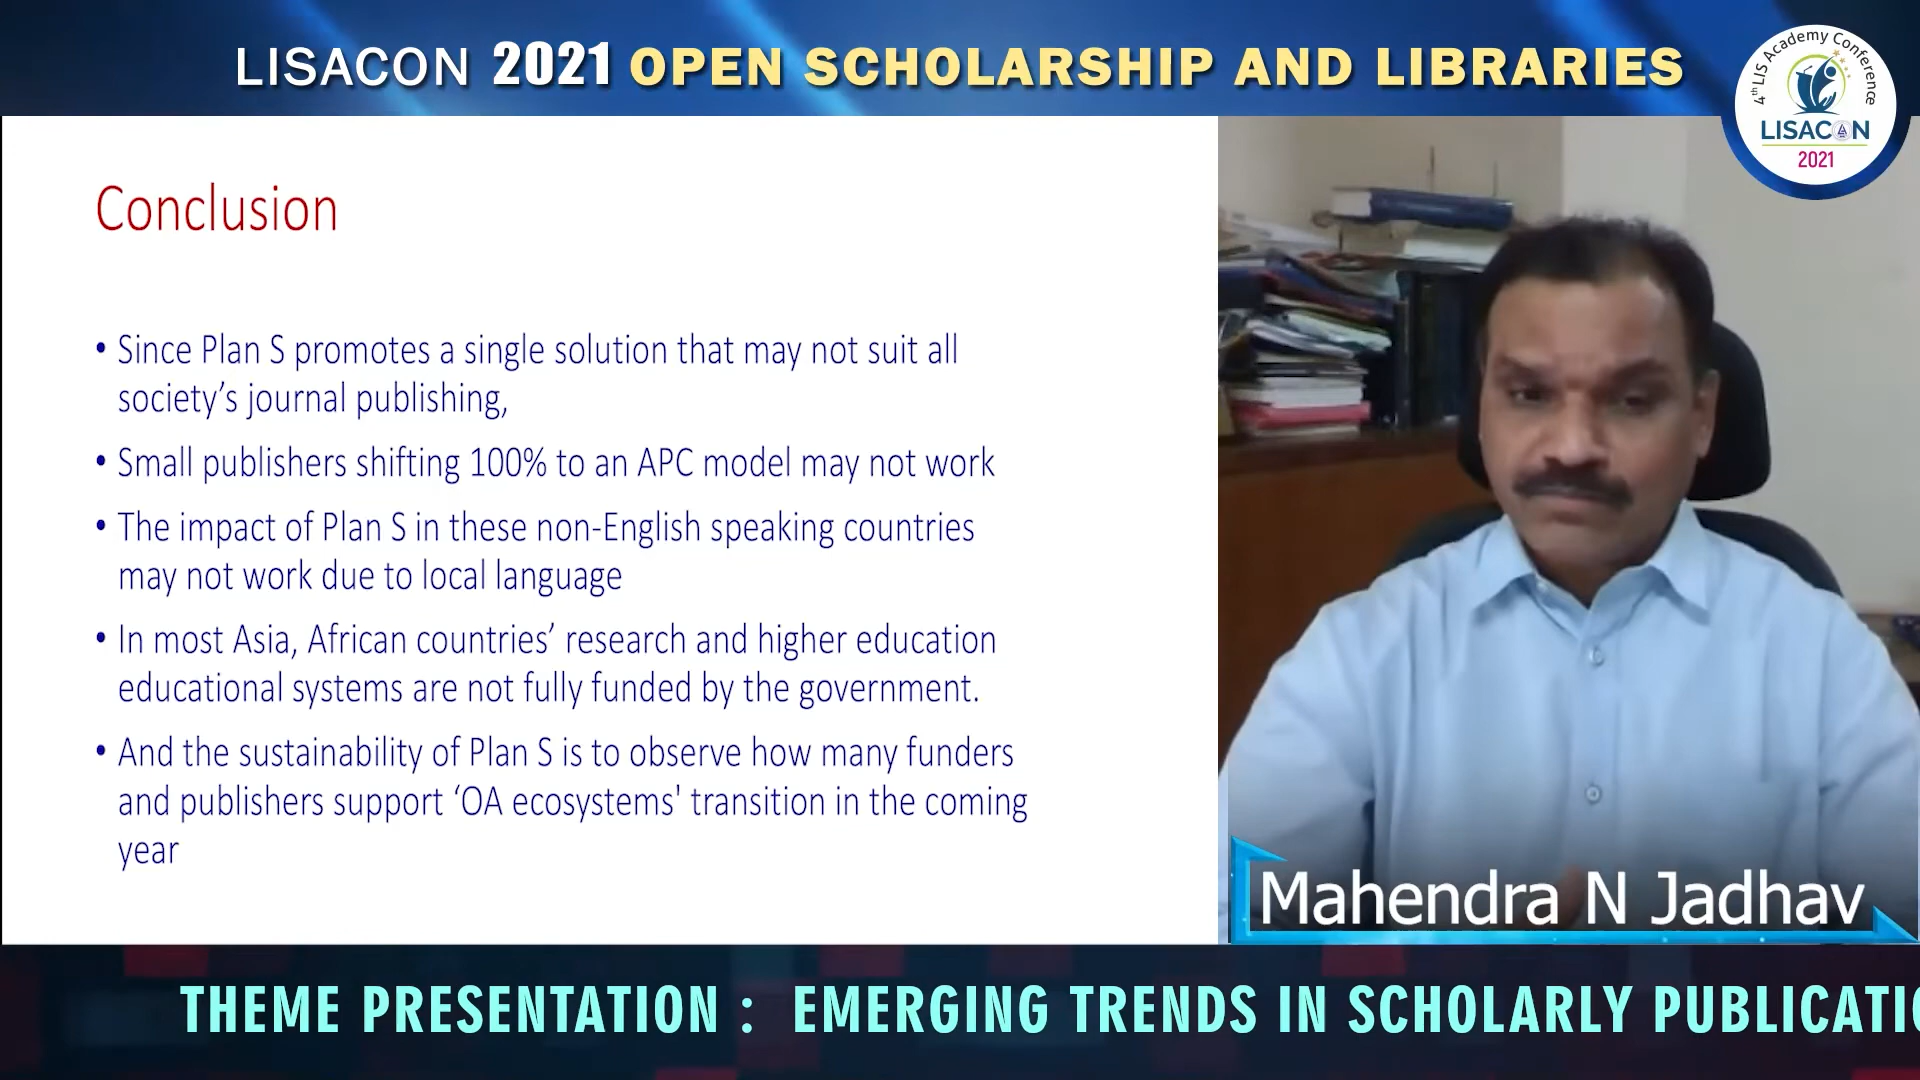 LISACON 2021 OPEN SCHOLARSHIP AND LIBRARIES
4th LIS Academy Conference
LISACON
2021
Conclusion
• Since Plan S promotes a single solution that may not suit all
society’s journal publishing,
• Small publishers shifting 100% to an APC model may not work
• The impact of Plan S in these non-English speaking countries
may not work due to local language
• In most Asia, African countries’ research and higher education
educational systems are not fully funded by the government.
• And the sustainability of Plan S is to observe how many funders
and publishers support ‘OA ecosystems' transition in the coming
year
Mahendra N Jadhav
THEME PRESENTATION : EMERGING TRENDS IN SCHOLARLY PUBLICATI